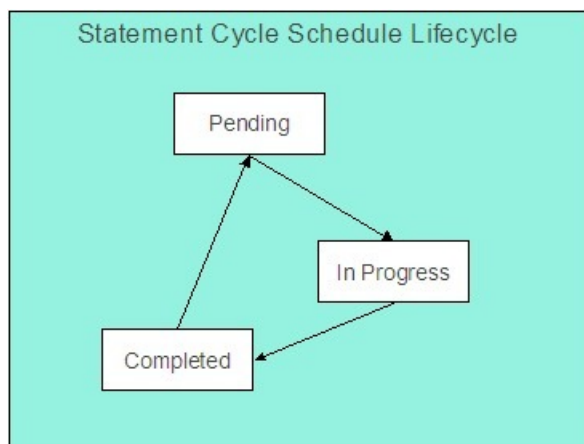 Statement Cycle Schedule Lifecycle
Pending
In Progress
Completed